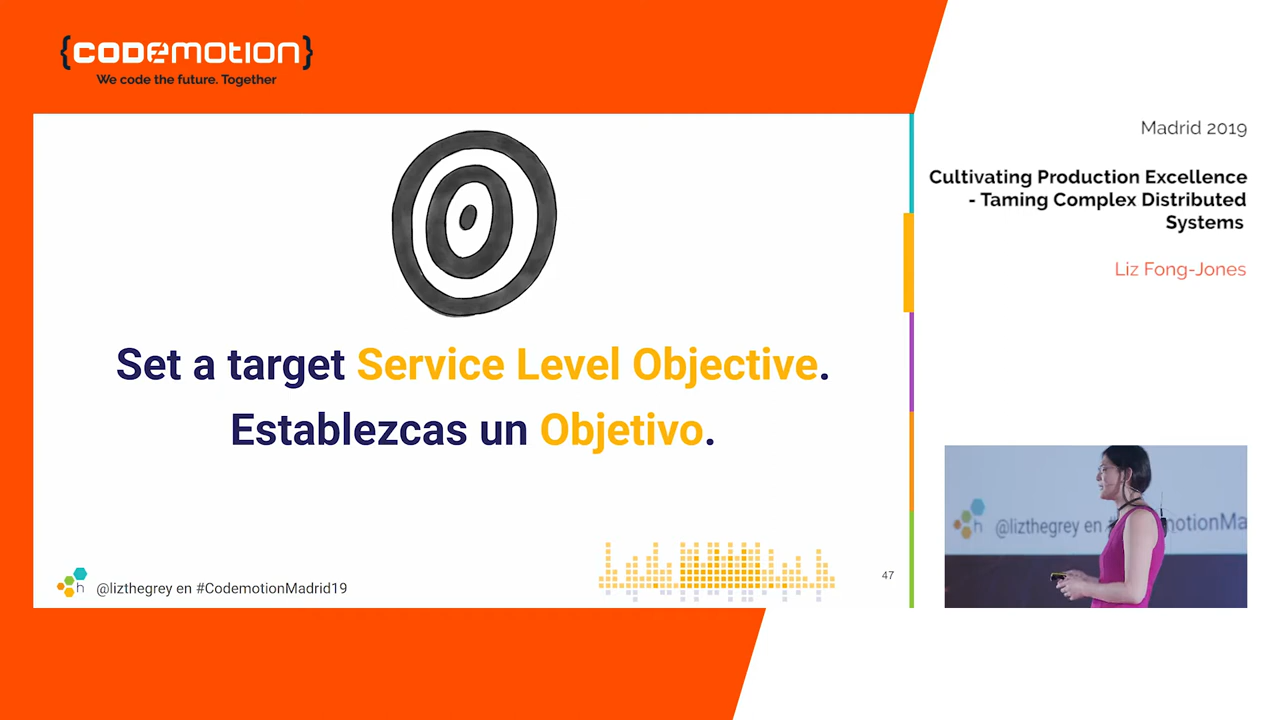 {CODEMOTION}
We code the future. Together
Madrid 2019
Cultivating Production Excellence
- Taming Complex Distributed
Systems
Liz Fong-Jones
Set a target Service Level Objective.
Establezcas un Objetivo.
h @lizthegrey en #CodemotionMadrid19
47
h @lizthegrey en #C emotionMa